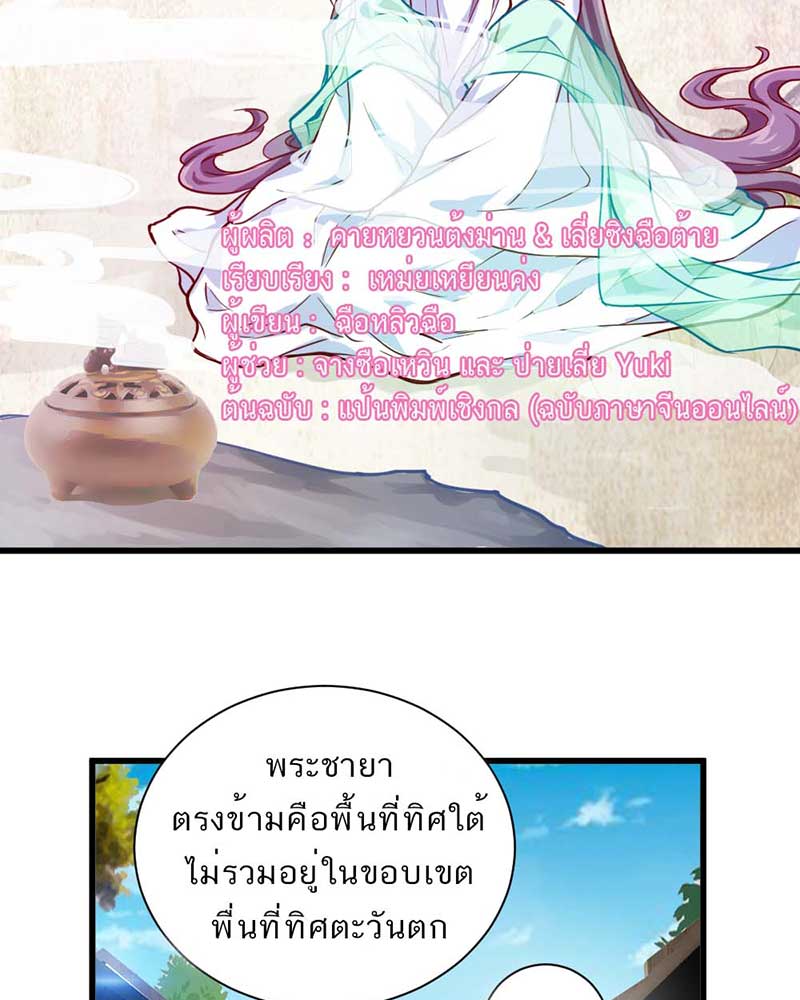 ผู้ผลิต : คายหยวนต้งม่าน & เลี่ยซิงฉือต้าย
เรียบเรียง : เหม่ยเหยียนค่ง
ผู้เขียน : ฉือหลิวฉือ
ผู้ช่วย : จางซือเหวิน และ ป่ายเลี่ย Yuki
ต้นฉบับ : แป้นพิมพ์เชิงกล (ฉบับภาษาจีนออนไลน์)
พระชายา
ตรงข้ามคือพื้นที่ทิศใต้
ไม่รวมอยู่ในขอบเขต
พื่นที่ทิศตะวันตก